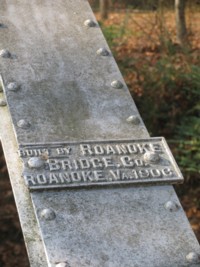 BUILT BY ROANOKE
BRIDGE CO.
ROANOKE, VA. 1906